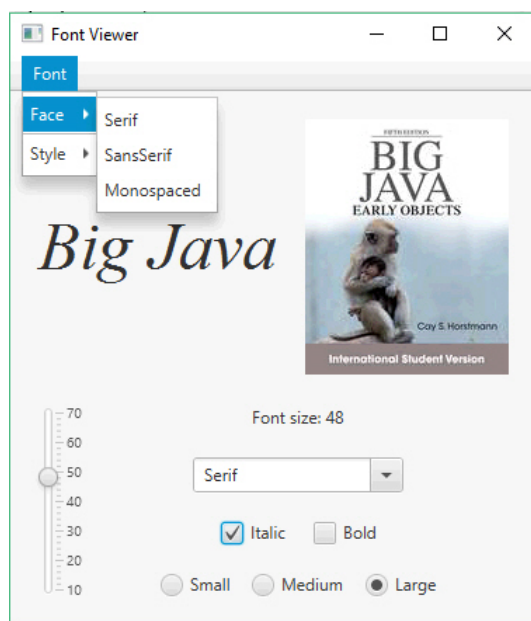 Font Viewer
Font
Face
Serif
Style
SansSerif
Monospaced
Big Java
FIFTH EDITION
BIG
JAVA
EARLY OBJECTS
Cay S. Horstmann
International Student Version
70
60
50
40
30
20
10
Font size: 48
Serif
Italic Bold
Small Medium Large